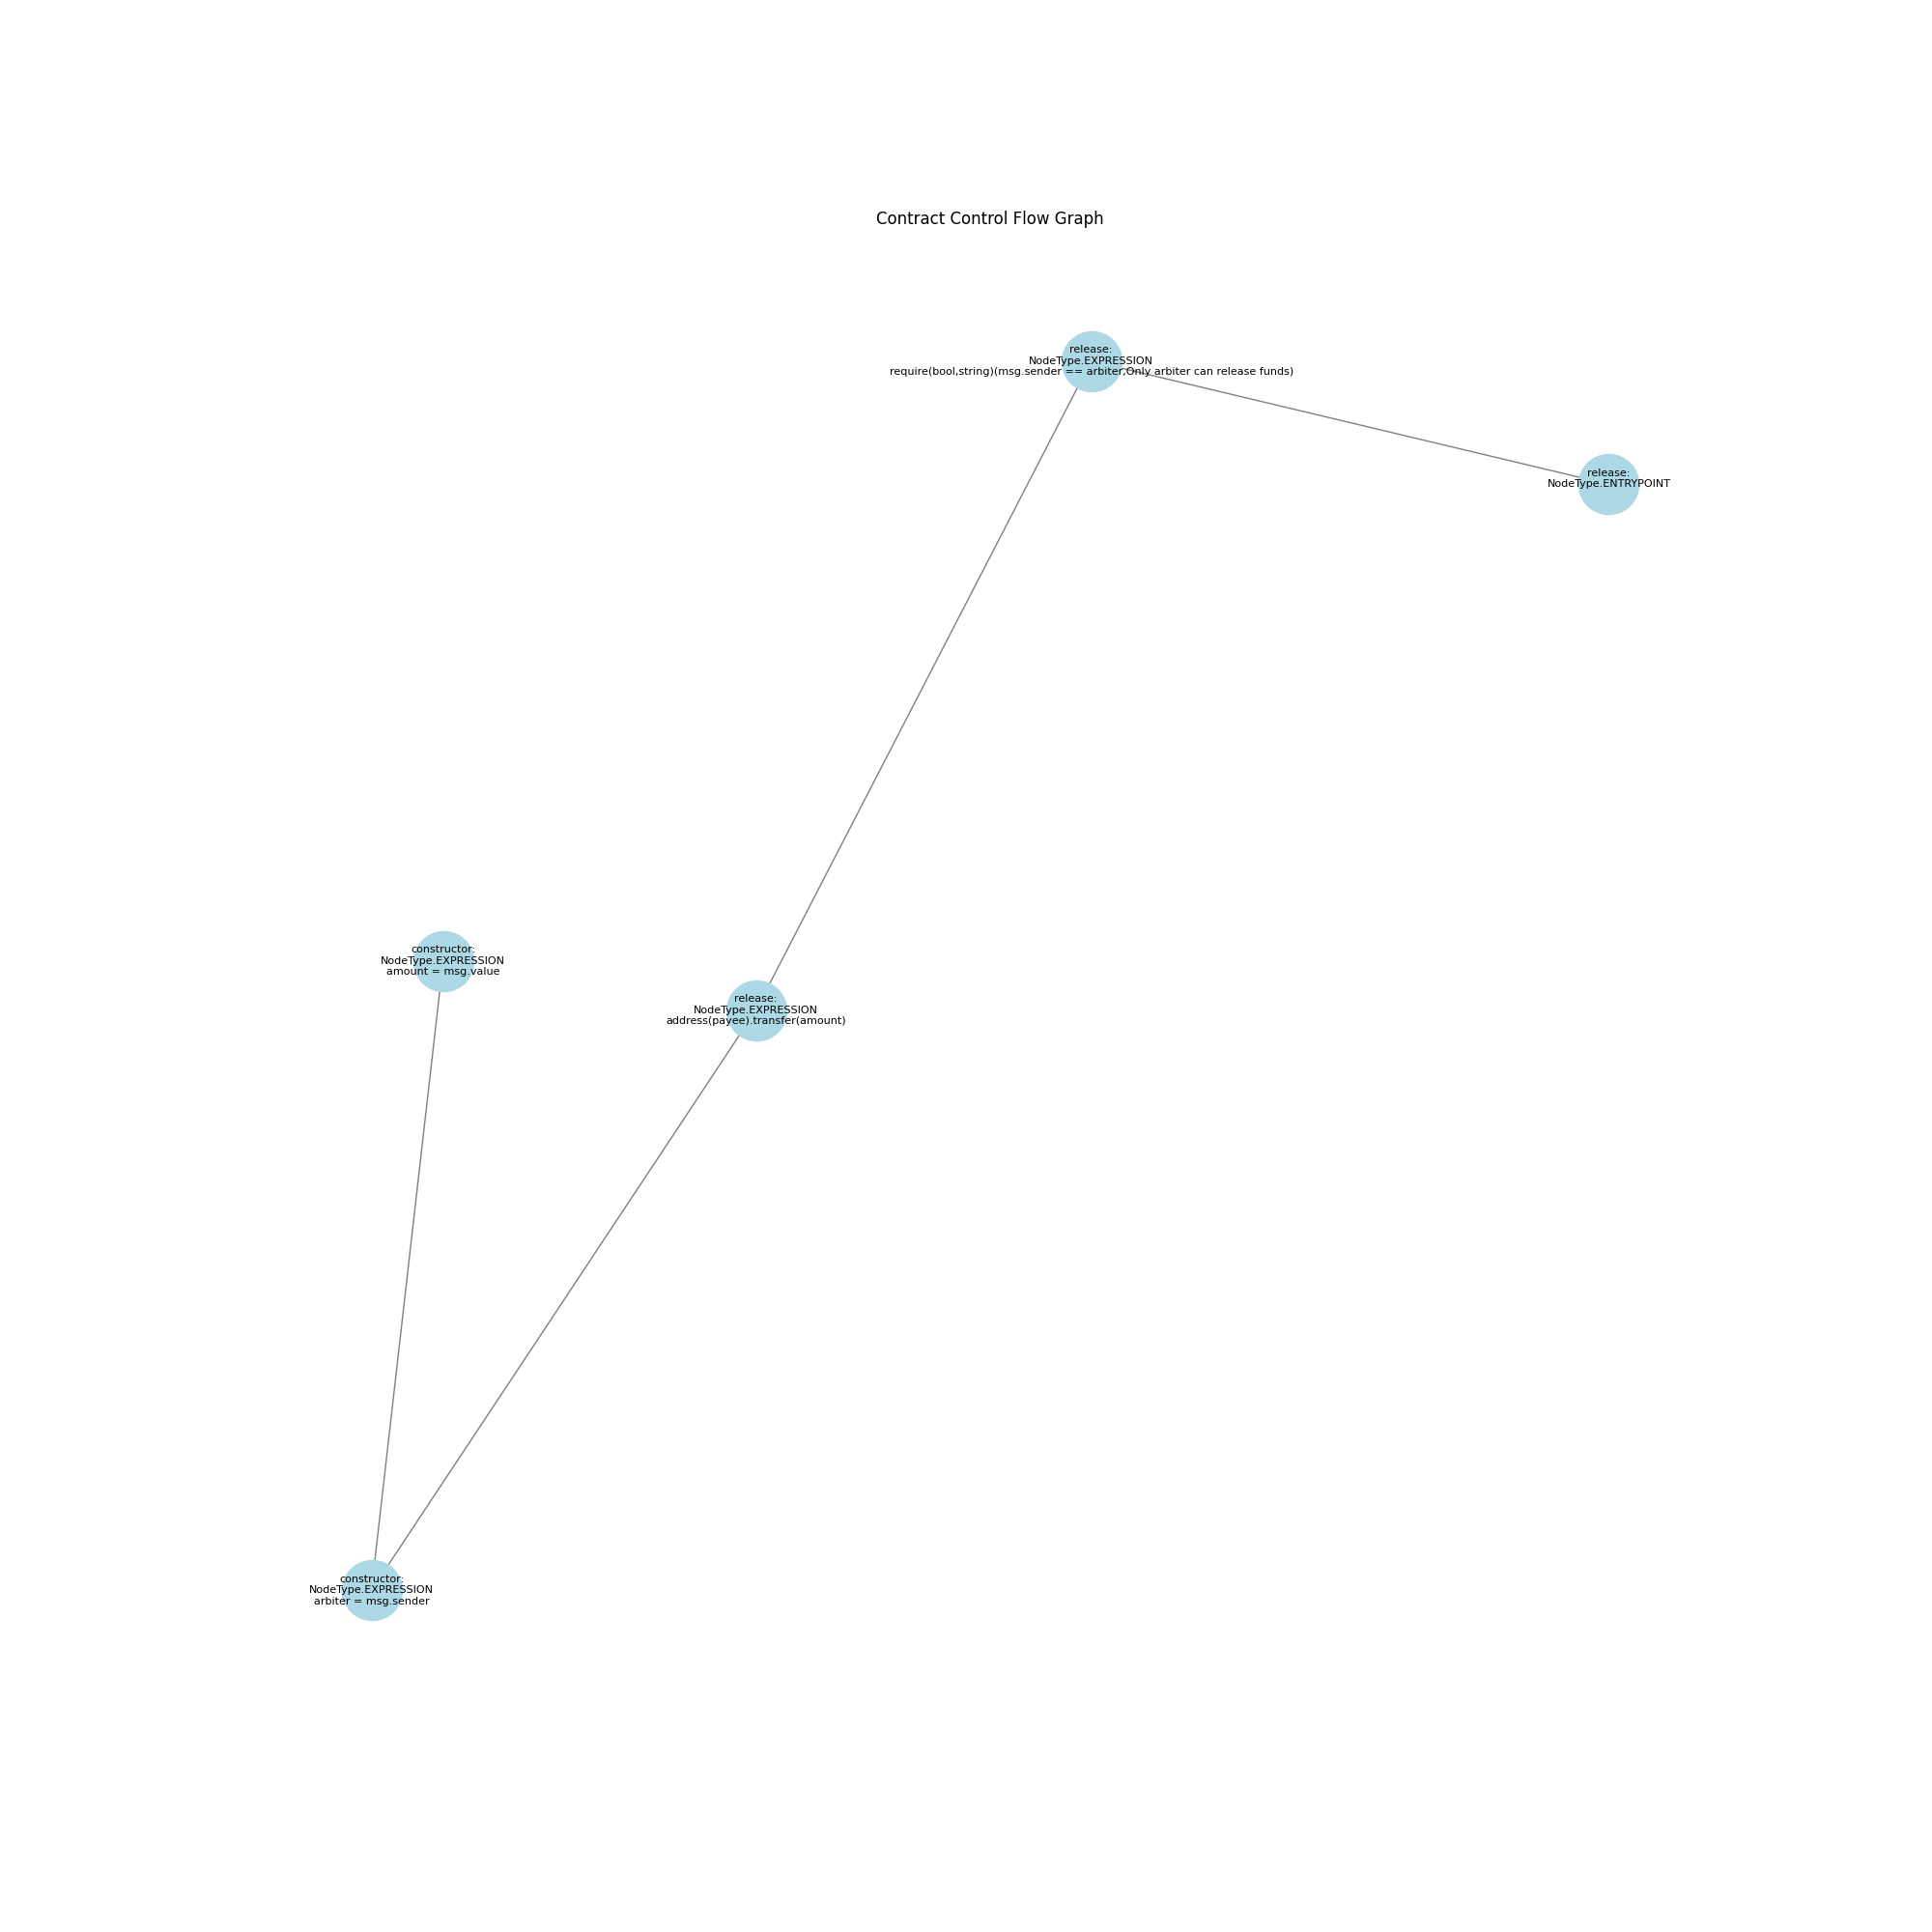 Contract Control Flow Graph
release:
NodeType.EXPRESSION
require(bool,string)(msg.sender == arbiter,Only arbiter can release funds)
release:
NodeType.ENTRYPOINT
constructor:
NodeType.EXPRESSION
amount = msg.value
release:
NodeType.EXPRESSION
address(payee).transfer(amount)
constructor:
NodeType.EXPRESSION
arbiter = msg.sender